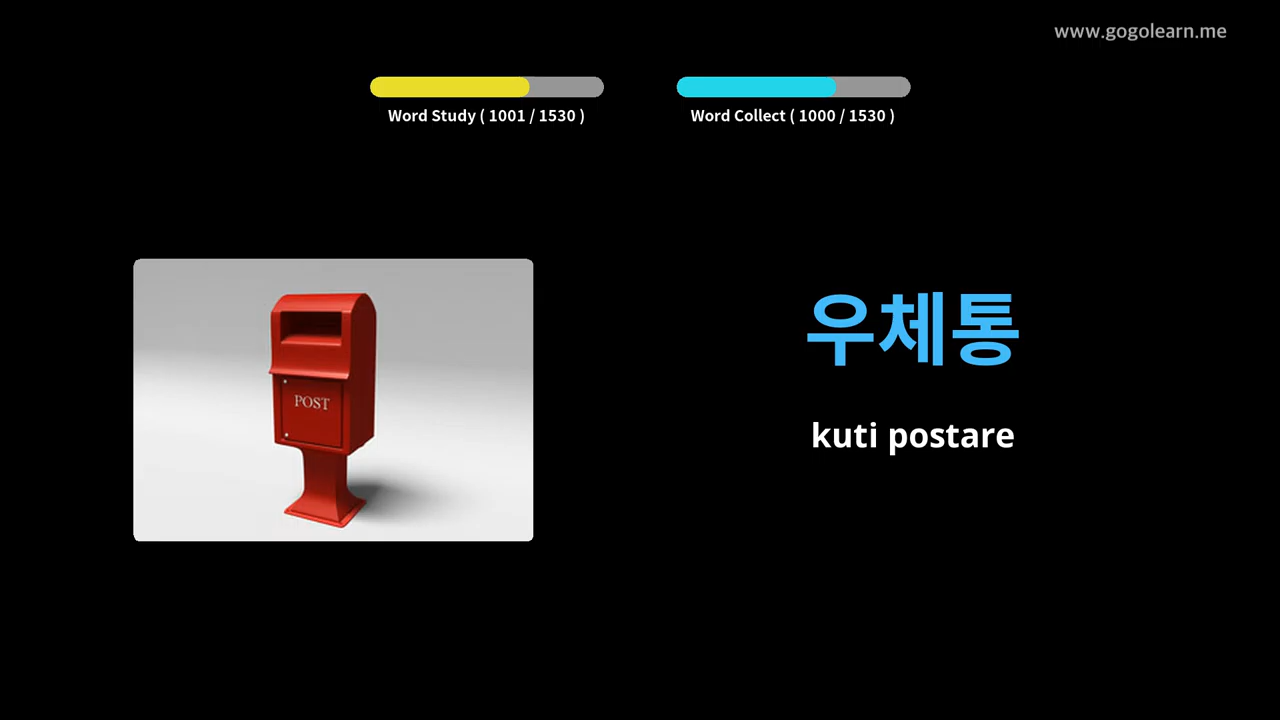 www.gogolearn.me
Word Study ( 1001 / 1530 )
Word Collect ( 1000 / 1530 )
POST
우체통
kuti postare